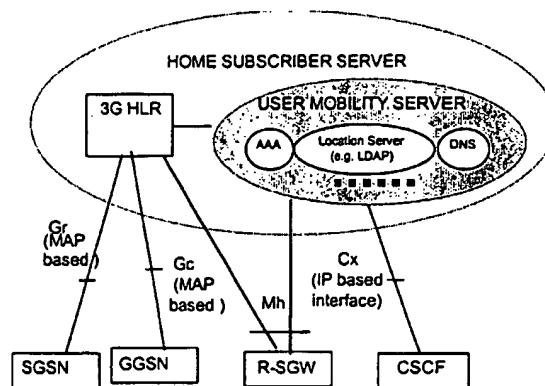 HOME SUBSCRIBER SERVER
3G HLR
USER MOBILITY SERVER
AAA
Location Server
(e.g. LDAP)
DNS
Gr
(MAP
based )
Gc
(MAP
based )
Mh
Cx
(IP based
interface)
SGSN
GGSN
R-SGW
CSCF